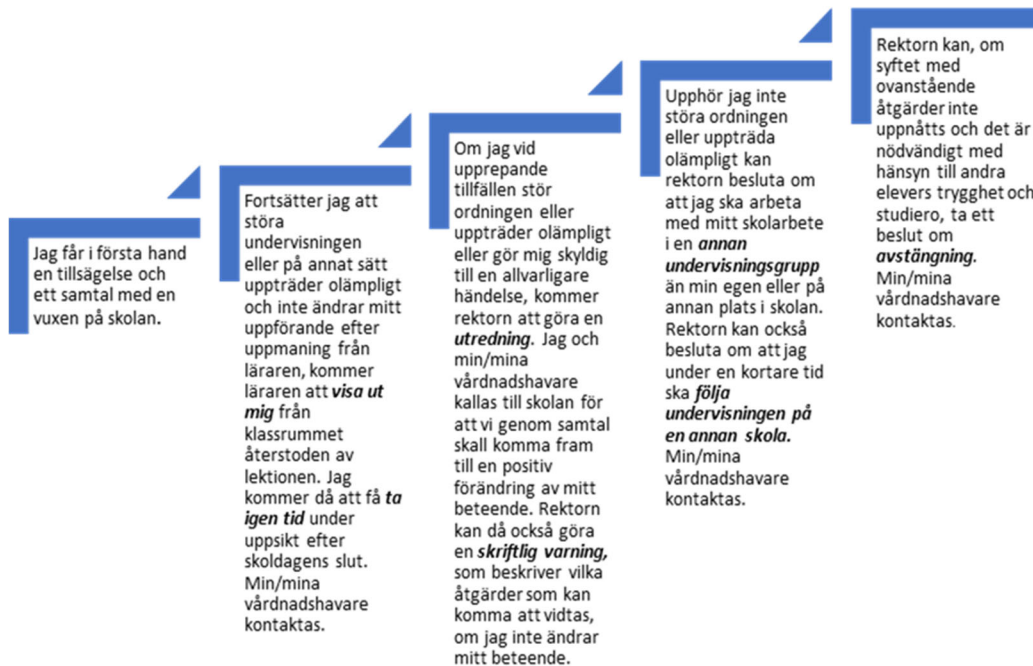 Jag får i första hand
en tillsägelse och
ett samtal med en
vuxen på skolan.
Fortsätter jag att
störa
undervisningen
eller på annat sätt
uppträder olämpligt
och inte ändrar mitt
uppförande efter
uppmaning från
läraren, kommer
läraren att visa ut
mig från
klassrummet
återstoden av
lektionen. Jag
kommer då att få ta
igen tid under
uppsikt efter
skoldagens slut.
Min/mina
vårdnadshavare
kontaktas.
Om jag vid
upprepande
tillfällen stör
ordningen eller
uppträder olämpligt
eller gör mig skyldig
till en allvarligare
händelse, kommer
rektorn att göra en
utredning. Jag och
min/mina
vårdnadshavare
kallas till skolan för
att vi genom samtal
skall komma fram
till en positiv
förändring av mitt
beteende. Rektorn
kan då också göra
en skriftlig varning,
som beskriver vilka
åtgärder som kan
komma att vidtas,
om jag inte ändrar
mitt beteende.
Upphör jag inte
störa ordningen
eller uppträda
olämpligt kan
rektorn besluta om
att jag ska arbeta
med mitt skolarbete
i en annan
undervisningsgrupp
än min egen eller på
annan plats i skolan.
Rektorn kan också
besluta om att jag
under en kortare tid
ska följa
undervisningen på
en annan skola.
Min/mina
vårdnadshavare
kontaktas.
Rektorn kan, om
syftet med
ovanstående
åtgärder inte
uppnåtts och det är
nödvändigt med
hänsyn till andra
elevers trygghet och
studiero, ta ett
beslut om
avstängning.
Min/mina
vårdnadshavare
kontaktas.